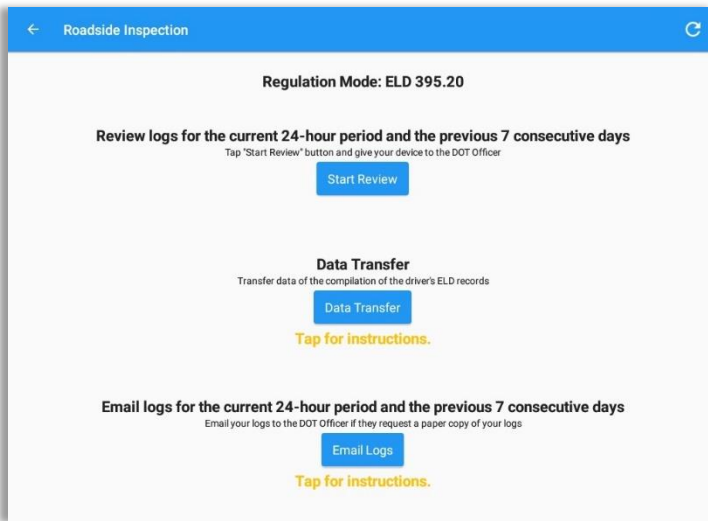 Roadside Inspection
Regulation Mode: ELD 395.20
Review logs for the current 24-hour period and the previous 7 consecutive days
Tap "Start Review" button and give your device to the DOT Officer
Start Review
Data Transfer
Transfer data of the compilation of the driver's ELD records
Data Transfer
Tap for instructions.
Email logs for the current 24-hour period and the previous 7 consecutive days
Email your logs to the DOT Officer if they request a paper copy of your logs
Email Logs
Tap for instructions.